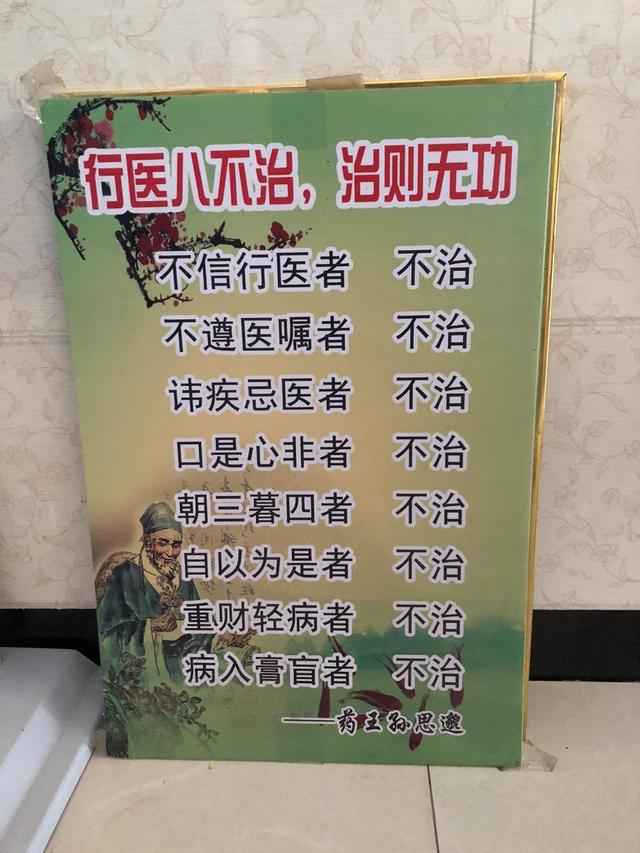 行医八不治，治则无功
不信行医者 不治
不遵医嘱者 不治
讳疾忌医者 不治
口是心非者 不治
朝三暮四者 不治
自以为是者 不治
重财轻病者 不治
病入膏盲者 不治
——药王孙思邈